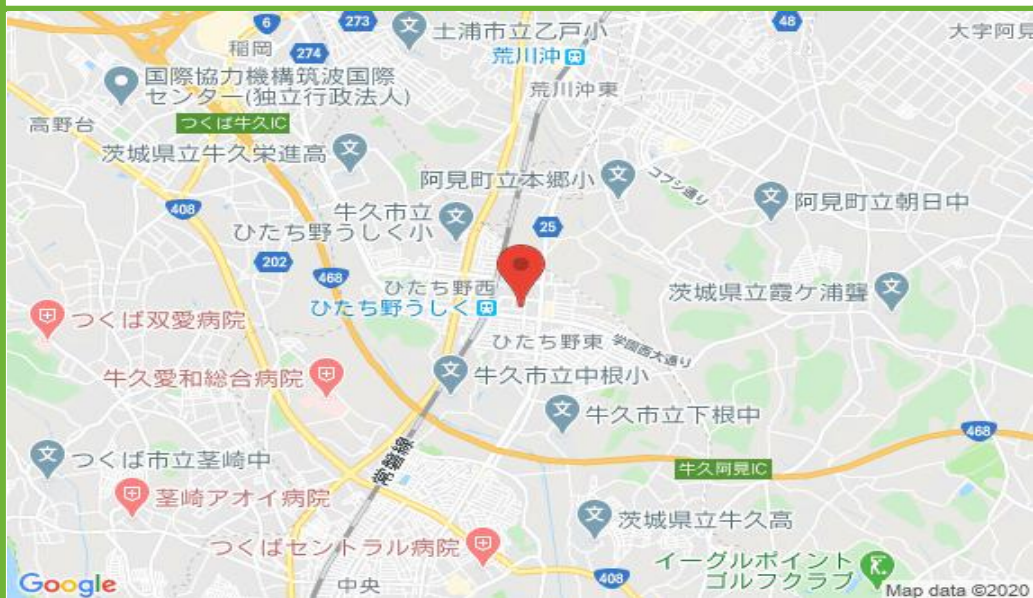 273
土浦市立乙戸小
48
大字阿見
6
稲岡
274
荒川沖
国際協力機構筑波国際
センター(独立行政法人)
荒川沖東
高野台
つくば牛久IC
茨城県立牛久栄進高
阿見町立本郷小
コブシ通り
408
牛久市立
ひたち野うしく小
25
阿見町立朝日中
202
468
ひたち野西
茨城県立霞ケ浦聾
ひたち野うしく
つくば双愛病院
ひたち野東
学園西大通り
牛久愛和総合病院
牛久市立中根小
牛久市立下根中
468
常磐線
つくば市立茎崎中
牛久阿見IC
茎崎アオイ病院
茨城県立牛久高
つくばセントラル病院
イーグルポイント
ゴルフクラブ
408
Google
中央
Map data ©2020